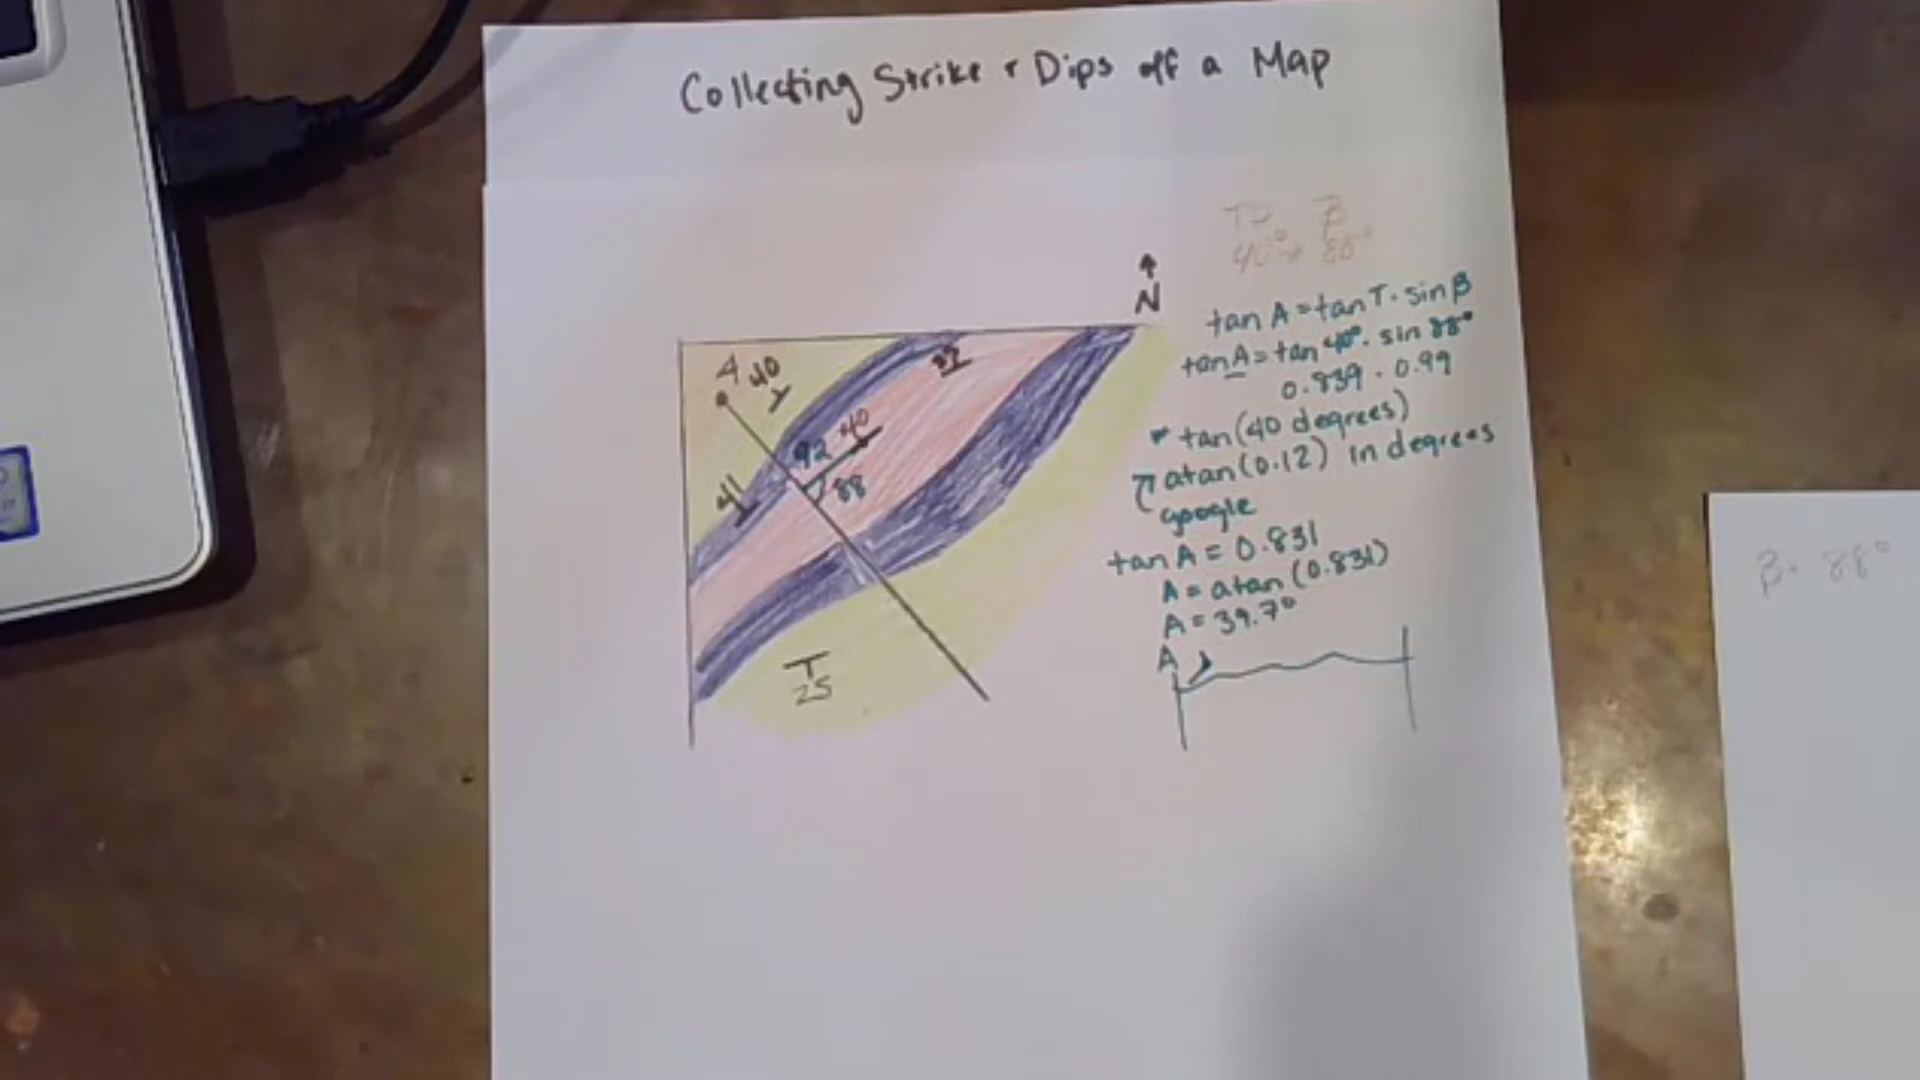 Collecting Strike & Dips off a Map
β
40° 88°
N
tan A = tan T · sin β
tan A = tan 40° · sin 88°
0.839 · 0.99
tan(40 degrees)
atan(0.12) in degrees
google
tan A = 0.831
A = atan(0.831)
A = 39.7°
A
A 40
92 40
88
41
25
β = 88°